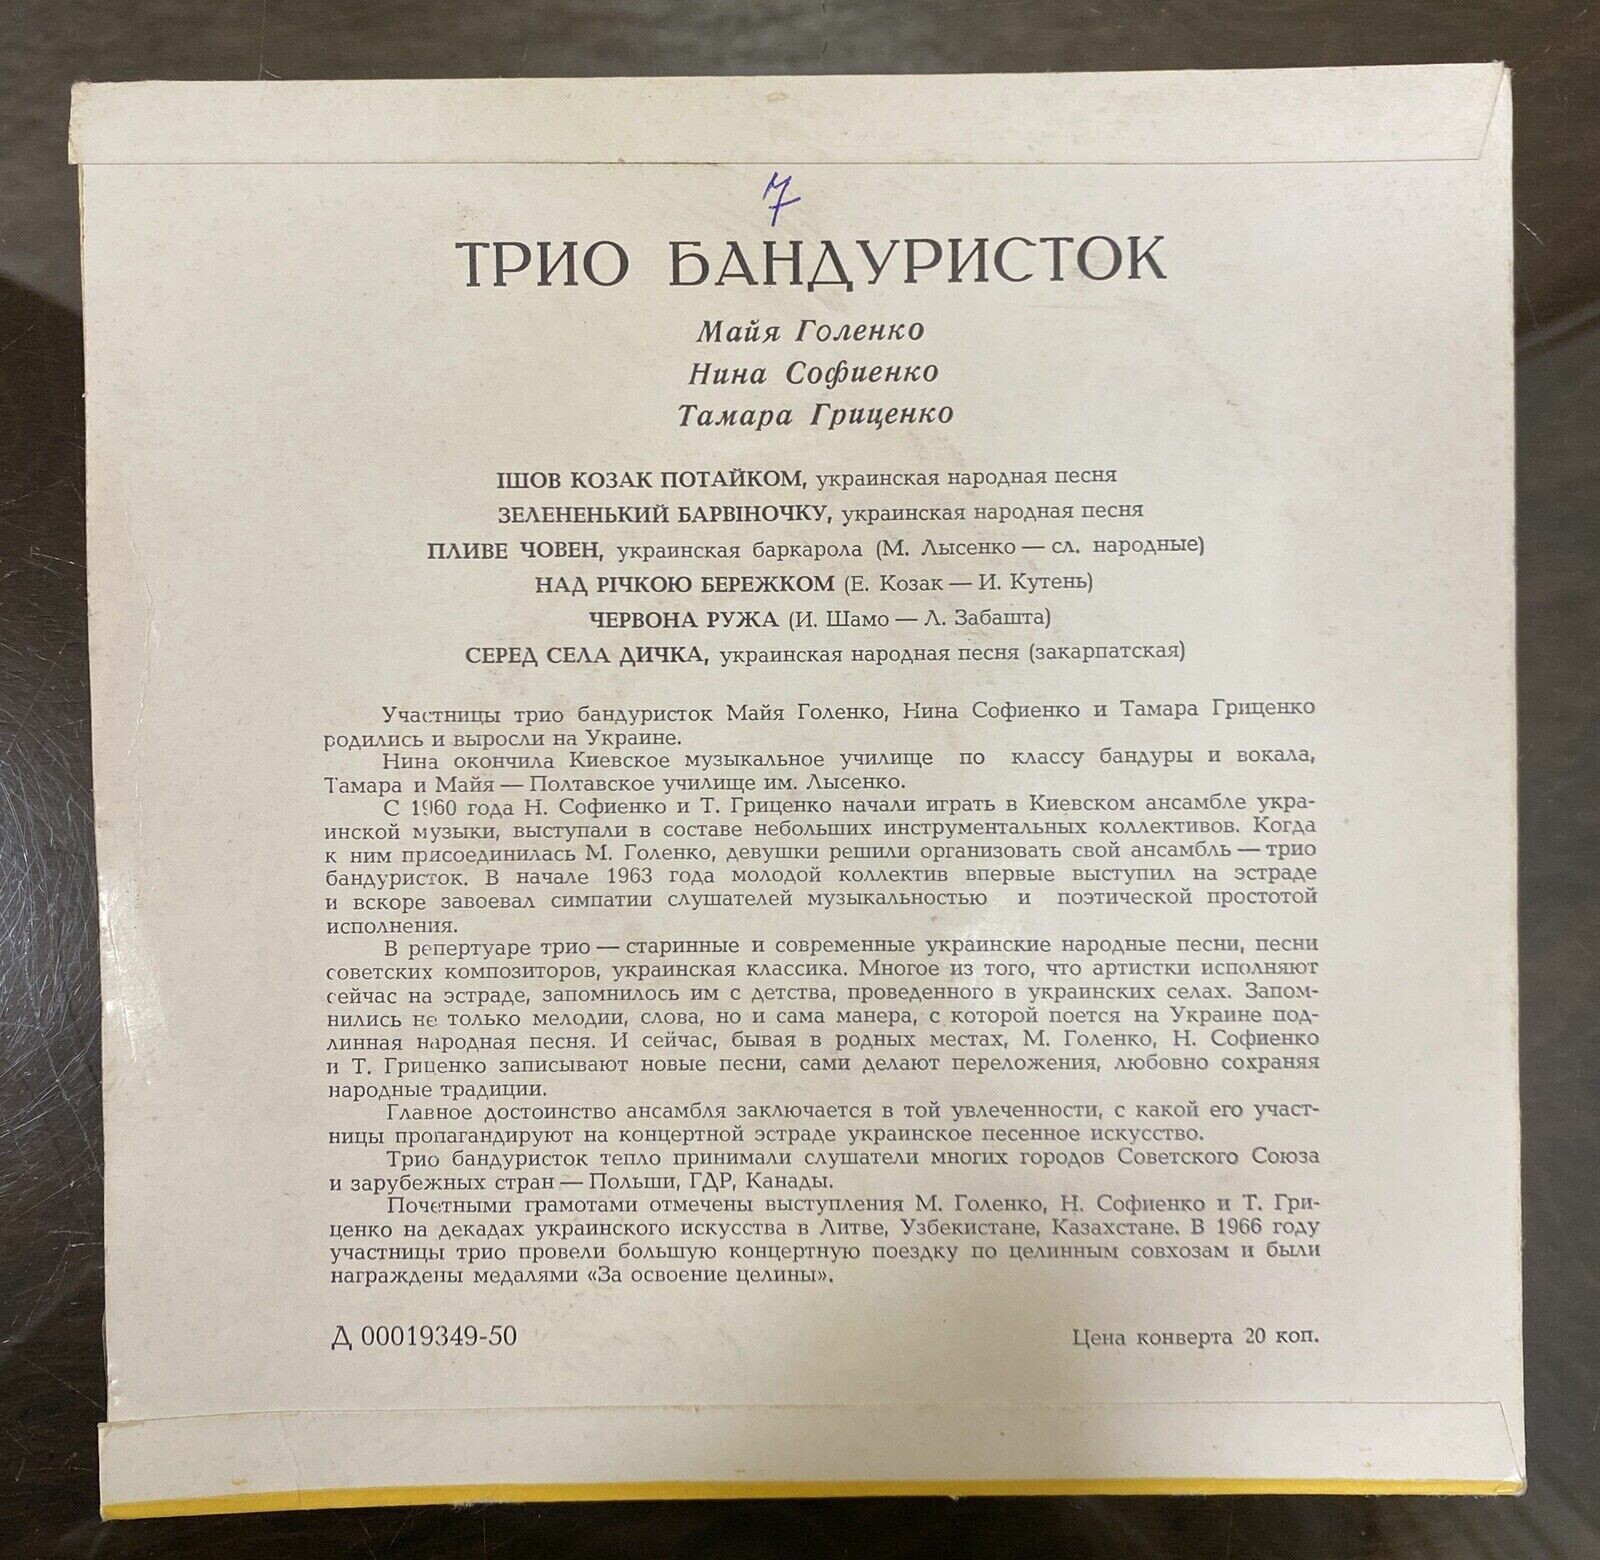 7
ТРИО БАНДУРИСТОК
Майя Голенко
Нина Софиенко
Тамара Гриценко
ІШОВ КОЗАК ПОТАЙКОМ, украинская народная песня
ЗЕЛЕНЕНЬКИЙ БАРВІНОЧКУ, украинская народная песня
ПЛИВЕ ЧОВЕН, украинская баркарола (М. Лысенко — сл. народные)
НАД РІЧКОЮ БЕРЕЖКОМ (Е. Козак — И. Кутень)
ЧЕРВОНА РУЖА (И. Шамо — Л. Забашта)
СЕРЕД СЕЛА ДИЧКА, украинская народная песня (закарпатская)
Участницы трио бандуристок Майя Голенко, Нина Софиенко и Тамара Гриценко
родились и выросли на Украине.
Нина окончила Киевское музыкальное училище по классу бандуры и вокала,
Тамара и Майя — Полтавское училище им. Лысенко.
С 1960 года Н. Софиенко и Т. Гриценко начали играть в Киевском ансамбле укра-
инской музыки, выступали в составе небольших инструментальных коллективов. Когда
к ним присоединилась М. Голенко, девушки решили организовать свой ансамбль — трио
бандуристок. В начале 1963 года молодой коллектив впервые выступил на эстраде
и вскоре завоевал симпатии слушателей музыкальностью и поэтической простотой
исполнения.
В репертуаре трио — старинные и современные украинские народные песни, песни
советских композиторов, украинская классика. Многое из того, что артистки исполняют
сейчас на эстраде, запомнилось им с детства, проведенного в украинских селах. Запом-
нились не только мелодии, слова, но и сама манера, с которой поется на Украине под-
линная народная песня. И сейчас, бывая в родных местах, М. Голенко, Н. Софиенко
и Т. Гриценко записывают новые песни, сами делают переложения, любовно сохраняя
народные традиции.
Главное достоинство ансамбля заключается в той увлеченности, с какой его участ-
ницы пропагандируют на концертной эстраде украинское песенное искусство.
Трио бандуристок тепло принимали слушатели многих городов Советского Союза
и зарубежных стран — Польши, ГДР, Канады.
Почетными грамотами отмечены выступления М. Голенко, Н. Софиенко и Т. Гри-
ценко на декадах украинского искусства в Литве, Узбекистане, Казахстане. В 1966 году
участницы трио провели большую концертную поездку по целинным совхозам и были
награждены медалями «За освоение целины».
Д 00019349-50
Цена конверта 20 коп.